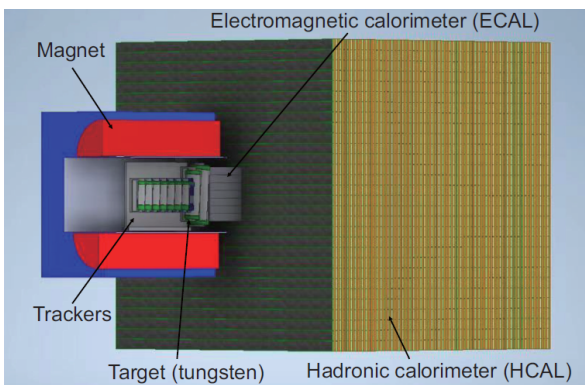 Electromagnetic calorimeter (ECAL)
Magnet
Trackers
Target (tungsten)
Hadronic calorimeter (HCAL)